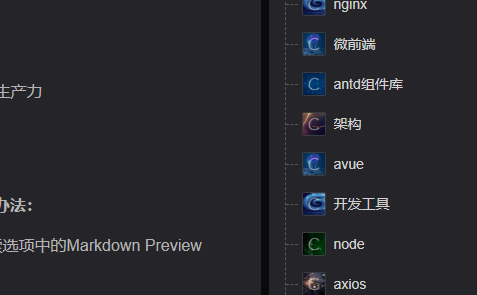 生产力
办法：
选项中的Markdown Preview
nginx
微前端
antd组件库
架构
avue
开发工具
node
axios